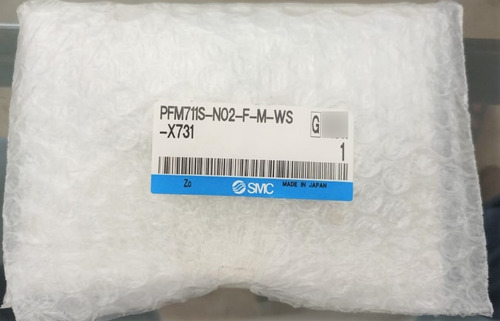 PFM711S-N02-F-M-WS
-X731
G
1
Zo
SMC
MADE IN JAPAN